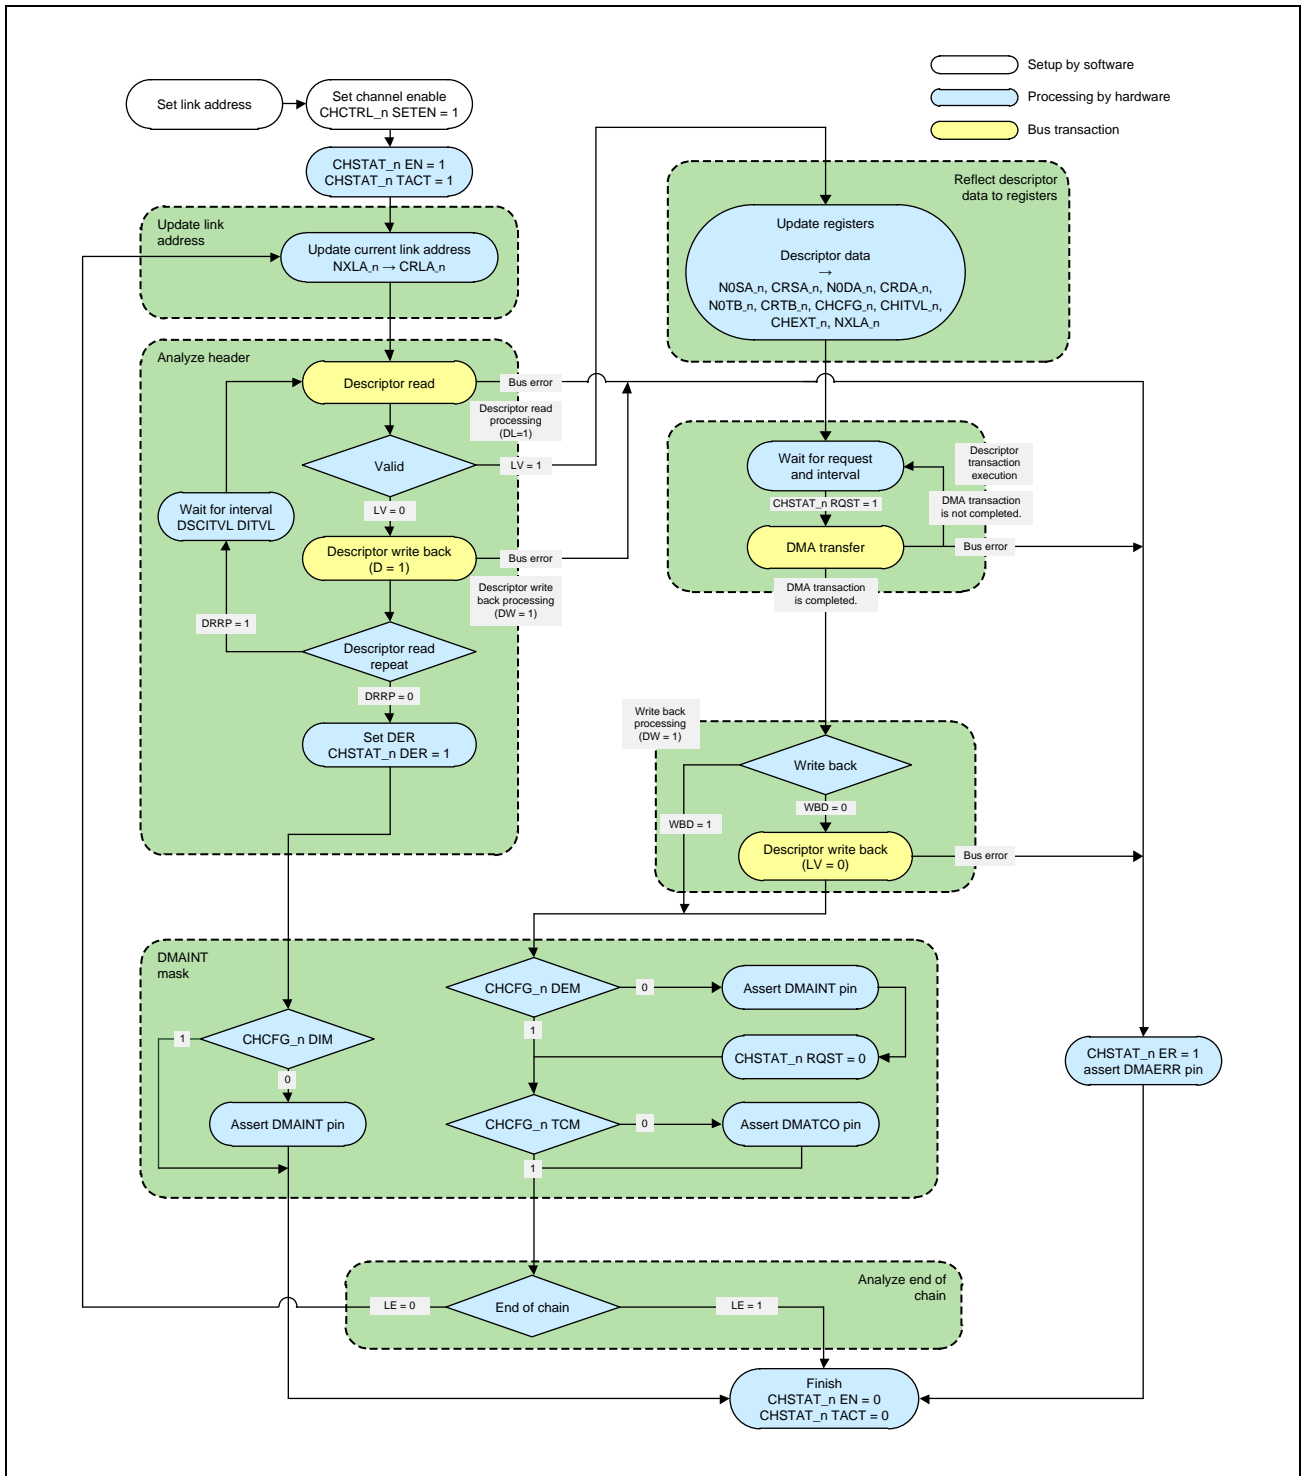 Setup by software
Processing by hardware
Bus transaction
Set link address
Set channel enable
CHCTRL_n SETEN = 1
CHSTAT_n EN = 1
CHSTAT_n TACT = 1
Update link
address
Update current link address
NXLA_n → CRLA_n
Reflect descriptor
data to registers
Update registers
Descriptor data
→
N0SA_n, CRSA_n, N0DA_n, CRDA_n,
N0TB_n, CRTB_n, CHCFG_n, CHITVL_n,
CHEXT_n, NXLA_n
Analyze header
Descriptor read
Bus error
Descriptor read
processing
(DL=1)
Valid
LV = 1
LV = 0
Wait for interval
DSCITVL DITVL
Descriptor write back
(D = 1)
Bus error
Descriptor write
back processing
(DW = 1)
DRRP = 1
Descriptor read
repeat
DRRP = 0
Set DER
CHSTAT_n DER = 1
Wait for request
and interval
Descriptor
transaction
execution
CHSTAT_n RQST = 1
DMA transaction
is not completed.
DMA transfer
Bus error
DMA transaction
is completed.
Write back
processing
(DW = 1)
Write back
WBD = 0
WBD = 1
Descriptor write back
(LV = 0)
Bus error
DMAINT
mask
CHCFG_n DEM
0
Assert DMAINT pin
1
CHSTAT_n RQST = 0
1
CHCFG_n DIM
0
Assert DMAINT pin
CHCFG_n TCM
0
Assert DMATCO pin
1
CHSTAT_n ER = 1
assert DMAERR pin
Analyze end of
chain
LE = 0
End of chain
LE = 1
Finish
CHSTAT_n EN = 0
CHSTAT_n TACT = 0